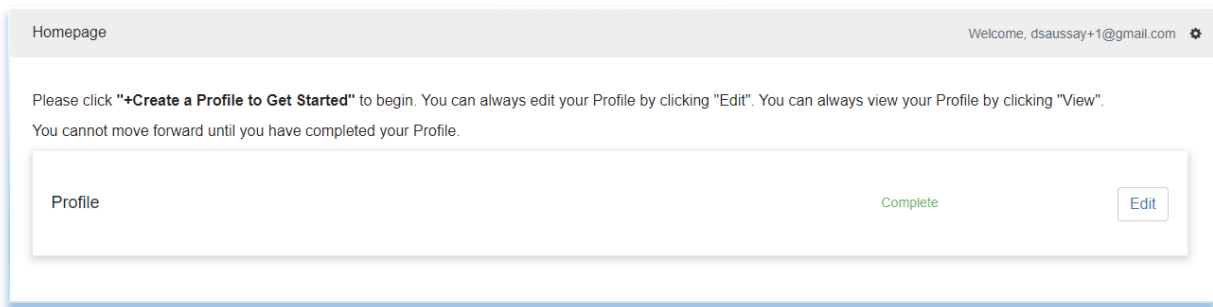 Homepage
Welcome, dsaussay+1@gmail.com
Please click "+Create a Profile to Get Started" to begin. You can always edit your Profile by clicking "Edit". You can always view your Profile by clicking "View".
You cannot move forward until you have completed your Profile.
Profile
Complete
Edit